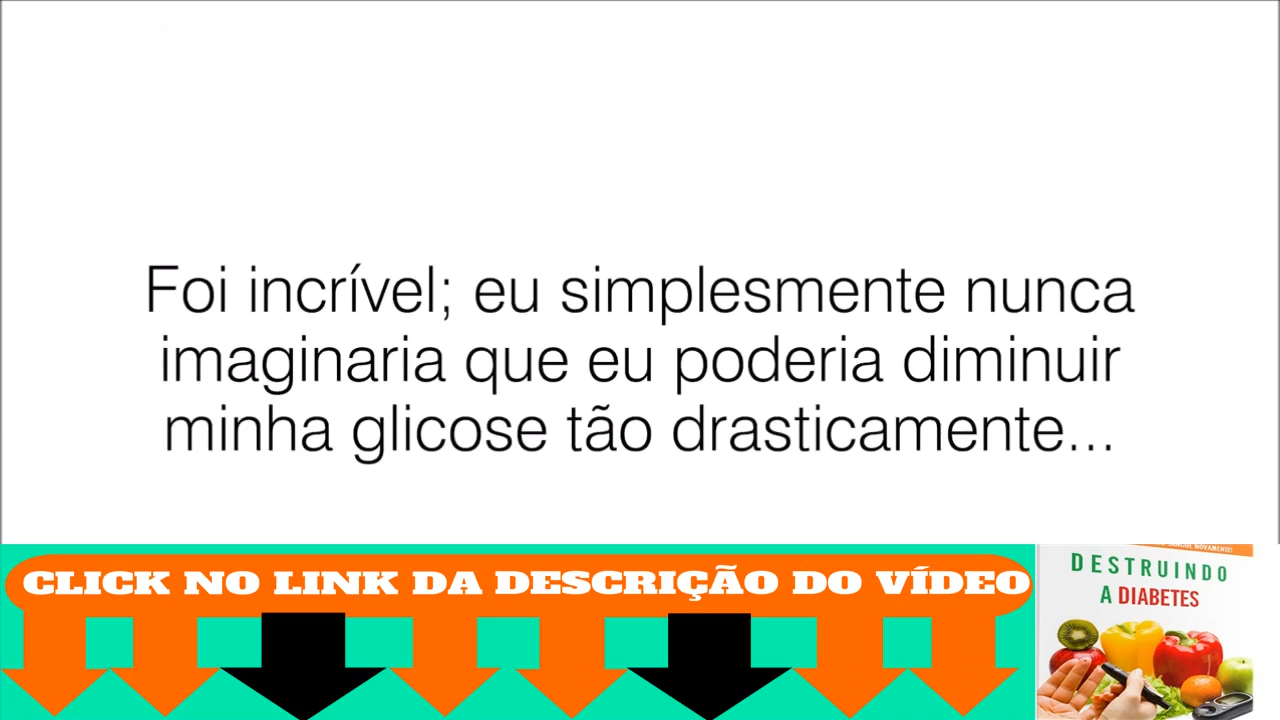 Foi incrível; eu simplesmente nunca
imaginaria que eu poderia diminuir
minha glicose tão drasticamente...
CLICK NO LINK DA DESCRIÇÃO DO VÍDEO
NOVAMENTE!
DESTRUINDO
A DIABETES